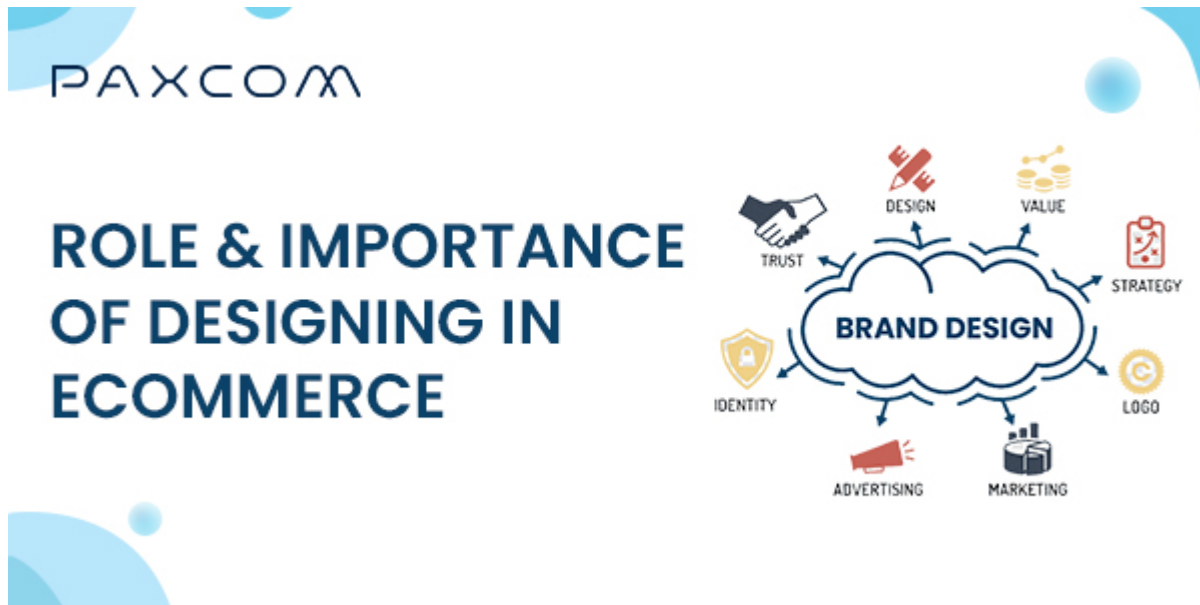 PAXCOM
ROLE & IMPORTANCE
OF DESIGNING IN
ECOMMERCE
DESIGN
VALUE
TRUST
STRATEGY
BRAND DESIGN
IDENTITY
LOGO
ADVERTISING
MARKETING